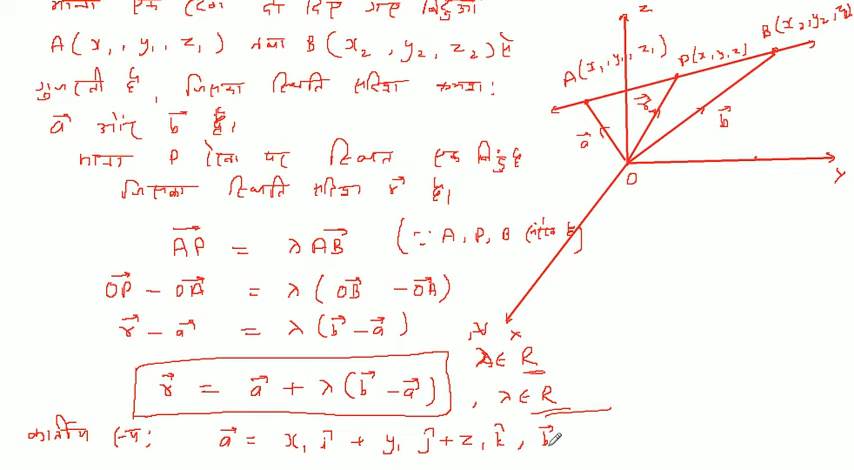 माना एक रेखा दो दिए गए बिंदुओं
A(x₁, y₁, z₁) तथा B(x₂, y₂, z₂) से
गुजरती है, जिसका स्थिति सदिश क्रमशः
a⃗ और b⃗ है।
माना P रेखा पर स्थित एक बिंदु है
जिसका स्थिति सदिश r⃗ है।
AP⃗ = λ AB⃗ (∵ A, P, B संरेख है)
OP⃗ − OA⃗ = λ (OB⃗ − OA⃗)
r⃗ − a⃗ = λ (b⃗ − a⃗)
λ ∈ R
r⃗ = a⃗ + λ (b⃗ − a⃗) , λ ∈ R
कार्तीय रूप: a⃗ = x₁ î + y₁ ĵ + z₁ k̂ , b⃗
Z
A(x₁, y₁, z₁)
P(x, y, z)
B(x₂, y₂, z₂)
a⃗
r⃗
b⃗
O
Y
X